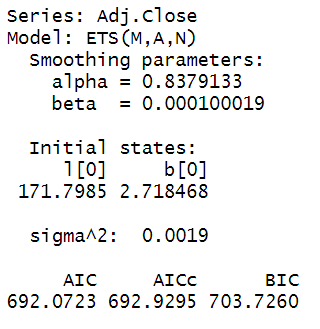 Series: Adj.Close
Model: ETS(M,A,N)
Smoothing parameters:
alpha = 0.8379133
beta = 0.000100019
Initial states:
l[0] b[0]
171.7985 2.718468
sigma^2: 0.0019
AIC AICc BIC
692.0723 692.9295 703.7260